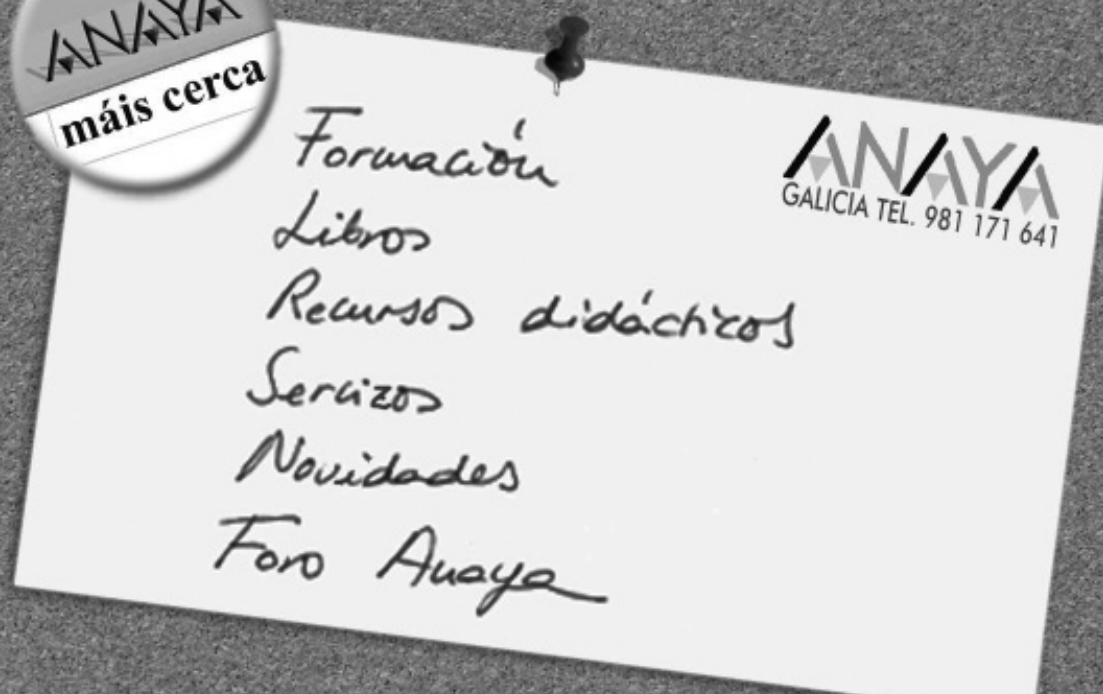 ANAYA
máis cerca
ANAYA
GALICIA TEL. 981 171 641
Formación
Libros
Recursos didácticos
Servizos
Novidades
Foro Anaya